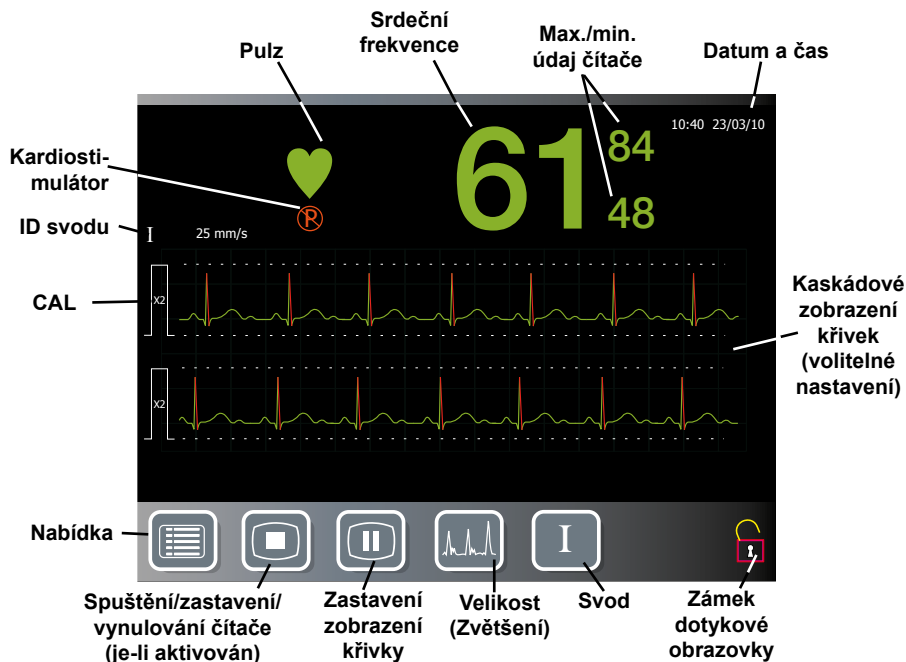 Srdeční
frekvence
Pulz
Max./min.
údaj čítače
Datum a čas
10:40 23/03/10
61
84
48
Kardiosti-
mulátor
R
ID svodu
I
25 mm/s
CAL
X2
X2
Kaskádové
zobrazení
křivek
(volitelné
nastavení)
Nabídka
I
Spuštění/zastavení/
vynulování čítače
(je-li aktivován)
Zastavení
zobrazení
křivky
Velikost
(Zvětšení)
Svod
Zámek
dotykové
obrazovky